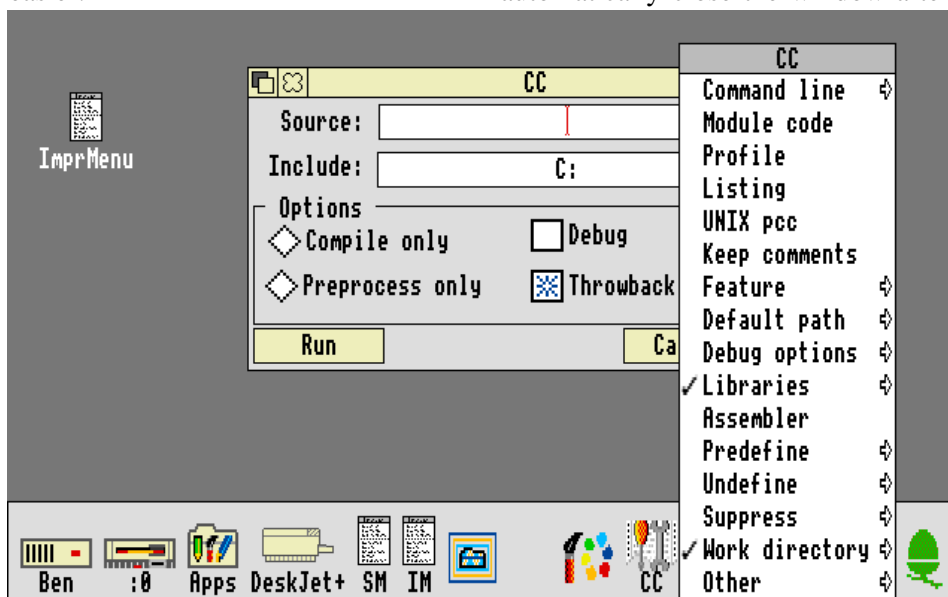 CC
Source:
Include: C:
Options
Compile only Debug
Preprocess only Throwback
Run Ca
ImprMenu
CC
Command line
Module code
Profile
Listing
UNIX pcc
Keep comments
Feature
Default path
Debug options
Libraries
Assembler
Predefine
Undefine
Suppress
Work directory
Other
Ben :0 Apps DeskJet+ SM IM CC